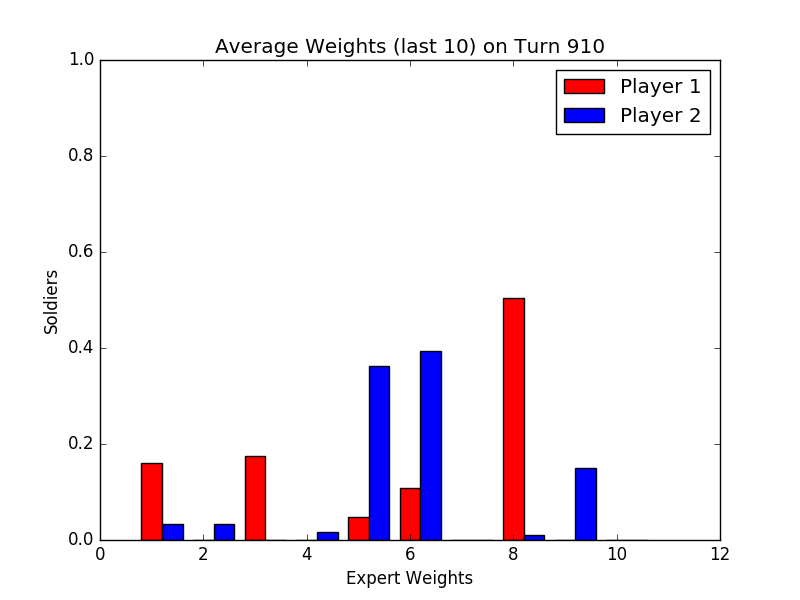 Average Weights (last 10) on Turn 910
Player 1
Player 2
1.0
0.8
0.6
0.4
0.2
0.0
Soldiers
0 2 4 6 8 10 12
Expert Weights